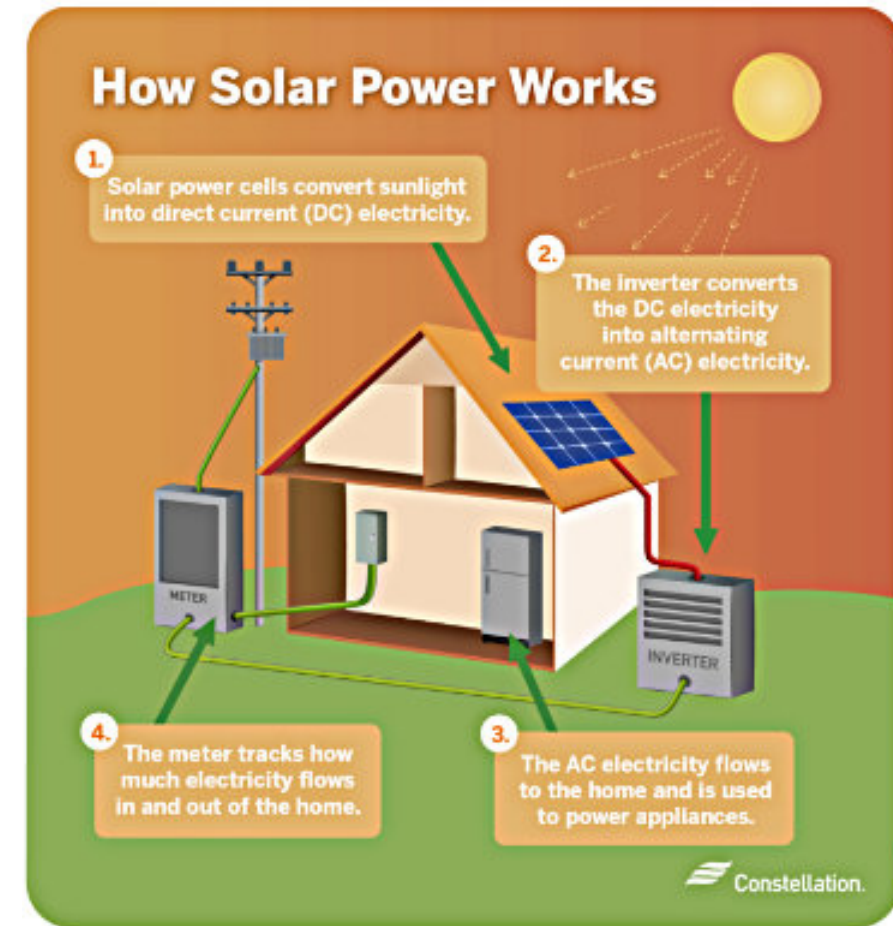 How Solar Power Works
1.
Solar power cells convert sunlight
into direct current (DC) electricity.
2.
The inverter converts
the DC electricity
into alternating
current (AC) electricity.
METER
INVERTER
4.
The meter tracks how
much electricity flows
in and out of the home.
3.
The AC electricity flows
to the home and is used
to power appliances.
Constellation.